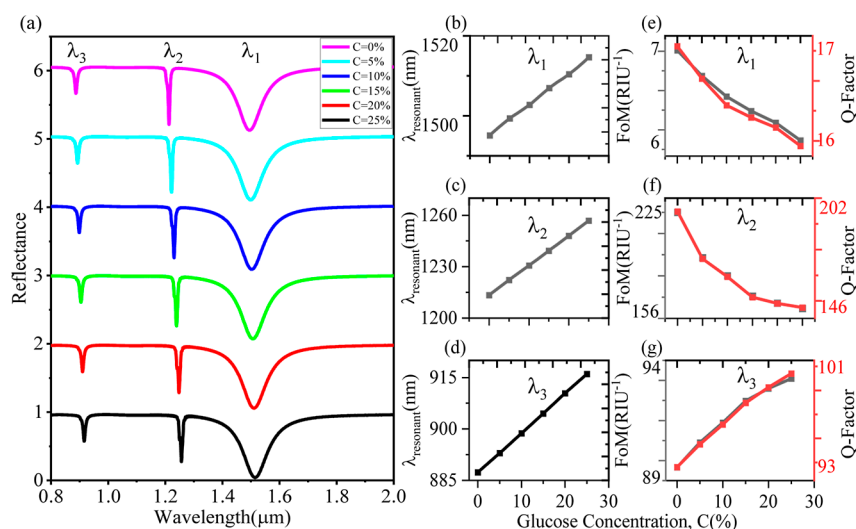 (a)
λ3 λ2 λ1
C=0%
C=5%
C=10%
C=15%
C=20%
C=25%
6
5
4
3
2
1
0
Reflectance
0.8 1.0 1.2 1.4 1.6 1.8 2.0
Wavelength(μm)
(b)
λ1
1520
1500
λresonant(nm)
(e)
λ1
7
6
FoM(RIU-1)
17
16
Q-Factor
(c)
λ2
1260
1230
1200
λresonant(nm)
(f)
λ2
225
156
FoM(RIU-1)
202
146
Q-Factor
(d)
λ3
915
900
885
λresonant(nm)
0 10 20 30
(g)
λ3
94
89
FoM(RIU-1)
101
93
Q-Factor
0 10 20 30
Glucose Concentration, C(%)